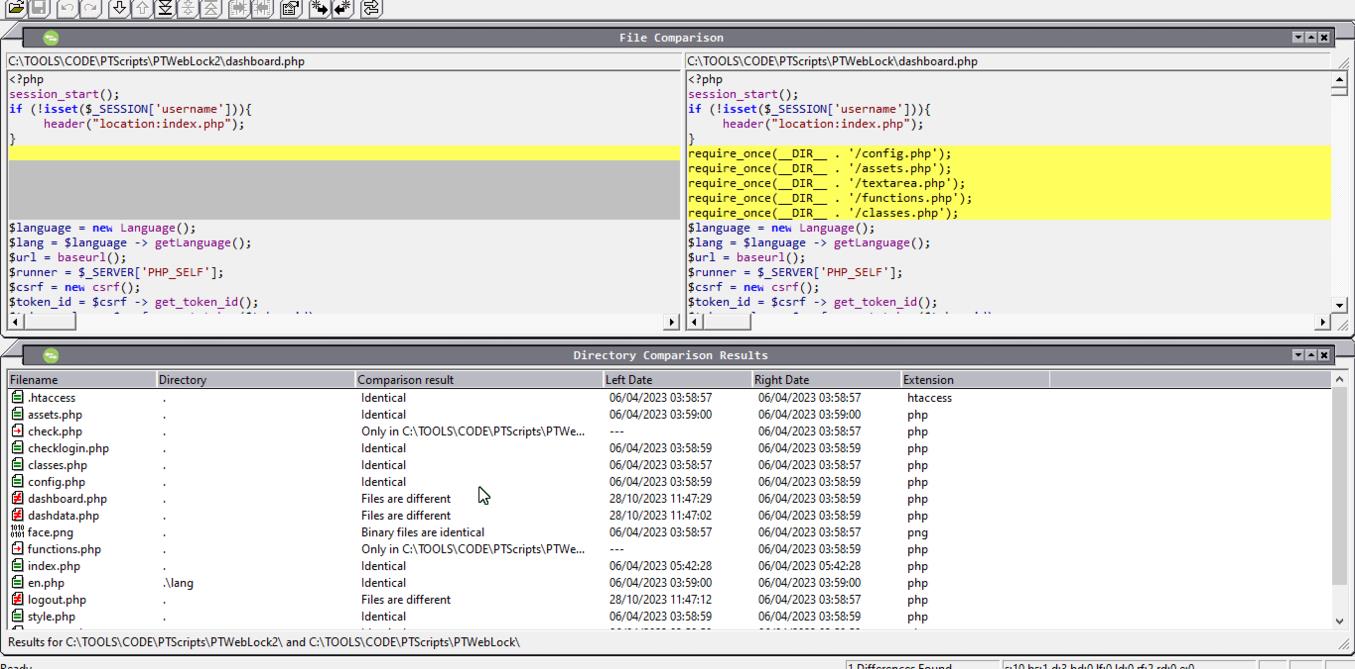 File Comparison
C:\TOOLS\CODE\PTScripts\PTWebLock2\dashboard.php
<?php
session_start();
if (!isset($_SESSION['username'])){
header("location:index.php");
}
$language = new Language();
$lang = $language -> getLanguage();
$url = baseurl();
$runner = $_SERVER['PHP_SELF'];
$csrf = new csrf();
$token_id = $csrf -> get_token_id();
C:\TOOLS\CODE\PTScripts\PTWebLock\dashboard.php
<?php
session_start();
if (!isset($_SESSION['username'])){
header("location:index.php");
}
require_once(__DIR__ . '/config.php');
require_once(__DIR__ . '/assets.php');
require_once(__DIR__ . '/textarea.php');
require_once(__DIR__ . '/functions.php');
require_once(__DIR__ . '/classes.php');
$language = new Language();
$lang = $language -> getLanguage();
$url = baseurl();
$runner = $_SERVER['PHP_SELF'];
$csrf = new csrf();
$token_id = $csrf -> get_token_id();
Directory Comparison Results
Filename Directory Comparison result Left Date Right Date Extension
.htaccess . Identical 06/04/2023 03:58:57 06/04/2023 03:58:57 htaccess
assets.php . Identical 06/04/2023 03:59:00 06/04/2023 03:59:00 php
check.php . Only in C:\TOOLS\CODE\PTScripts\PTWe... --- 06/04/2023 03:58:57 php
checklogin.php . Identical 06/04/2023 03:58:59 06/04/2023 03:58:59 php
classes.php . Identical 06/04/2023 03:58:57 06/04/2023 03:58:57 php
config.php . Identical 06/04/2023 03:58:59 06/04/2023 03:58:59 php
dashboard.php . Files are different 28/10/2023 11:47:29 06/04/2023 03:58:59 php
dashdata.php . Files are different 28/10/2023 11:47:02 06/04/2023 03:58:59 php
face.png . Binary files are identical 06/04/2023 03:58:57 06/04/2023 03:58:57 png
functions.php . Only in C:\TOOLS\CODE\PTScripts\PTWe... --- 06/04/2023 03:58:59 php
index.php . Identical 06/04/2023 05:42:28 06/04/2023 05:42:28 php
en.php .\lang Identical 06/04/2023 03:59:00 06/04/2023 03:59:00 php
logout.php . Files are different 28/10/2023 11:47:12 06/04/2023 03:58:57 php
style.php . Identical 06/04/2023 03:58:59 06/04/2023 03:58:59 php
Results for C:\TOOLS\CODE\PTScripts\PTWebLock2\ and C:\TOOLS\CODE\PTScripts\PTWebLock\
Ready
1 Differences Found